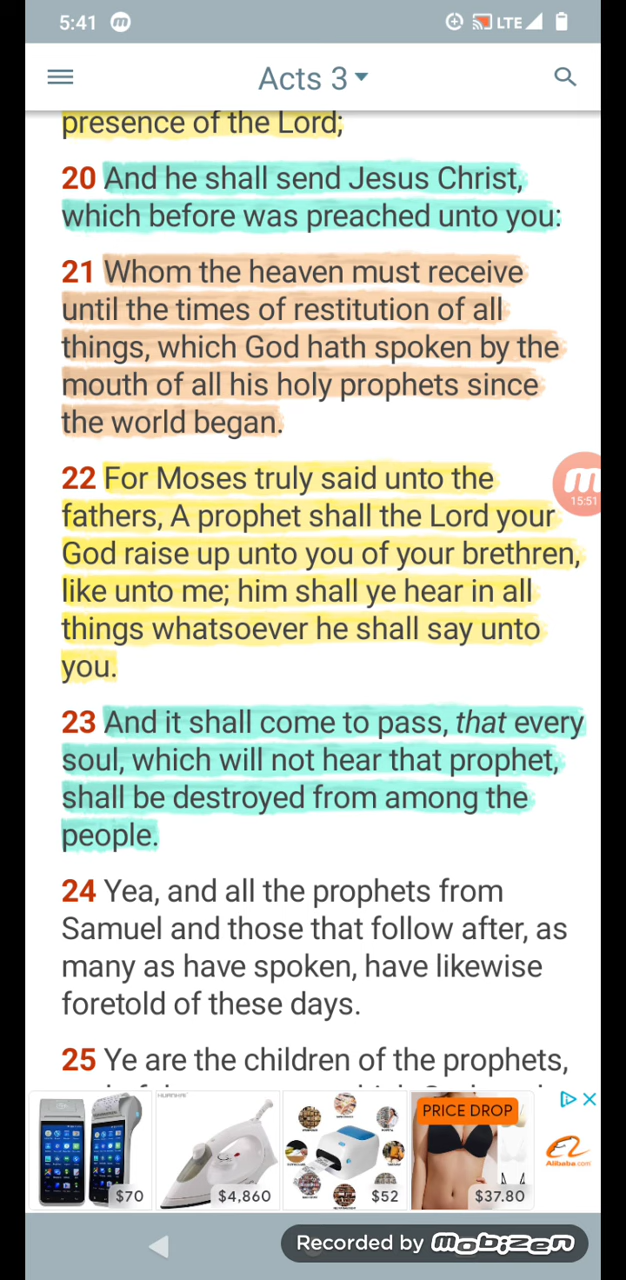 5:41 m LTE
Acts 3
presence of the Lord;
20 And he shall send Jesus Christ,
which before was preached unto you:
21 Whom the heaven must receive
until the times of restitution of all
things, which God hath spoken by the
mouth of all his holy prophets since
the world began.
22 For Moses truly said unto the
fathers, A prophet shall the Lord your
God raise up unto you of your brethren,
like unto me; him shall ye hear in all
things whatsoever he shall say unto
you.
m
15:51
23 And it shall come to pass, that every
soul, which will not hear that prophet,
shall be destroyed from among the
people.
24 Yea, and all the prophets from
Samuel and those that follow after, as
many as have spoken, have likewise
foretold of these days.
25 Ye are the children of the prophets,
PRICE DROP
$70
$4,860
$52
$37.80
Alibaba.com
Recorded by mobizen